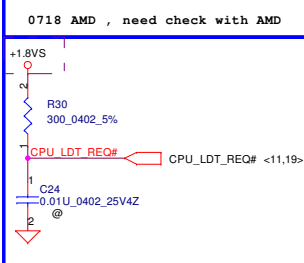 0718 AMD , need check with AMD
+1.8VS
2
R30
300_0402_5%
1
CPU_LDT_REQ#
CPU_LDT_REQ# <11,19>
1
C24
0.01U_0402_25V4Z
@
2